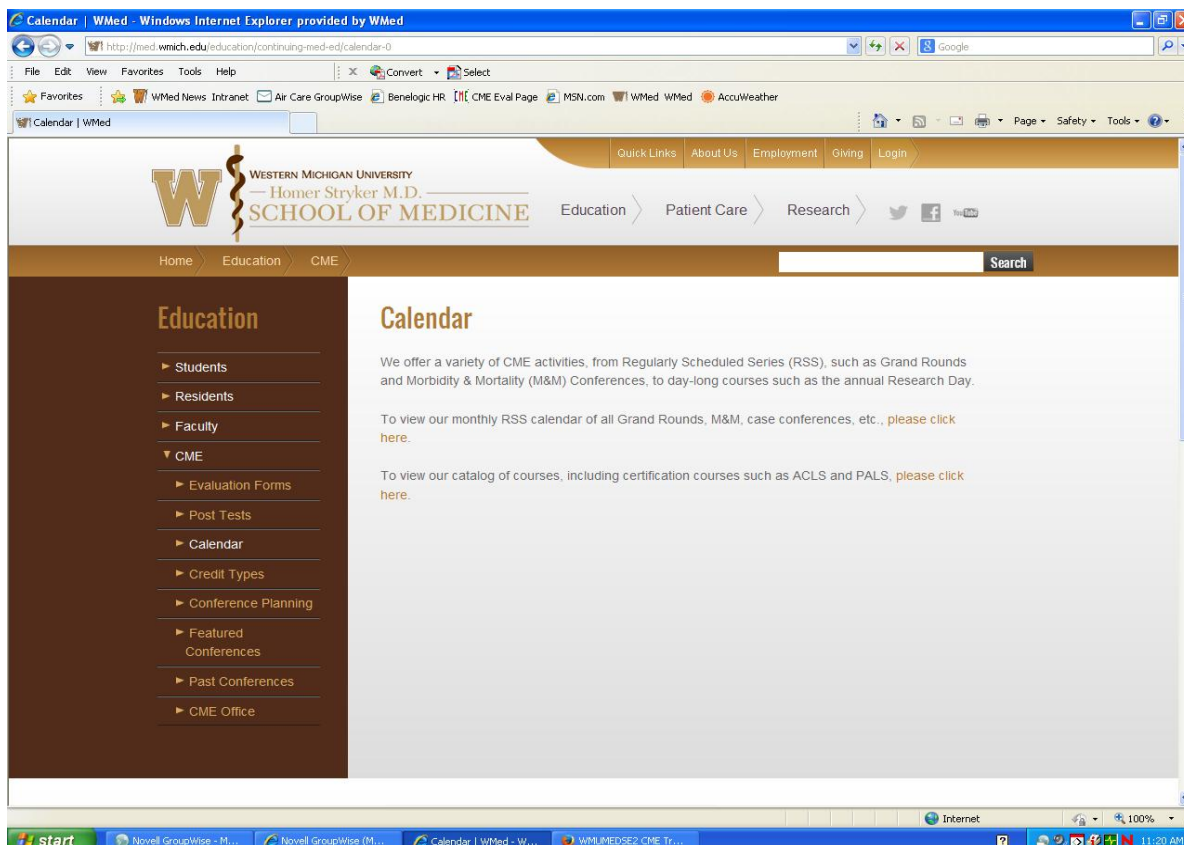 Calendar | WMed - Windows Internet Explorer provided by WMed
http://med.wmich.edu/education/continuing-med-ed/calendar-0
Google
File Edit View Favorites Tools Help
Convert Select
Favorites WMed News Intranet Air Care GroupWise Benelogic HR CME Eval Page MSN.com WMed WMed AccuWeather
Calendar | WMed
Page Safety Tools
Quick Links About Us Employment Giving Login
WESTERN MICHIGAN UNIVERSITY
Homer Stryker M.D.
SCHOOL OF MEDICINE
Education Patient Care Research
YouTube
Home Education CME
Search
Education
Students
Residents
Faculty
CME
Evaluation Forms
Post Tests
Calendar
Credit Types
Conference Planning
Featured
Conferences
Past Conferences
CME Office
Calendar
We offer a variety of CME activities, from Regularly Scheduled Series (RSS), such as Grand Rounds
and Morbidity & Mortality (M&M) Conferences, to day-long courses such as the annual Research Day.
To view our monthly RSS calendar of all Grand Rounds, M&M, case conferences, etc., please click
here.
To view our catalog of courses, including certification courses such as ACLS and PALS, please click
here.
Internet
100%
start
Novell GroupWise - M...
Novell GroupWise (M...
Calendar | WMed - W...
WMUMEDSE2 CME Tr...
11:20 AM